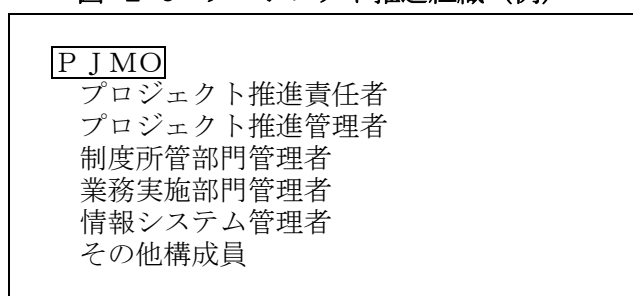 ＰＪＭＯ
プロジェクト推進責任者
プロジェクト推進管理者
制度所管部門管理者
業務実施部門管理者
情報システム管理者
その他構成員